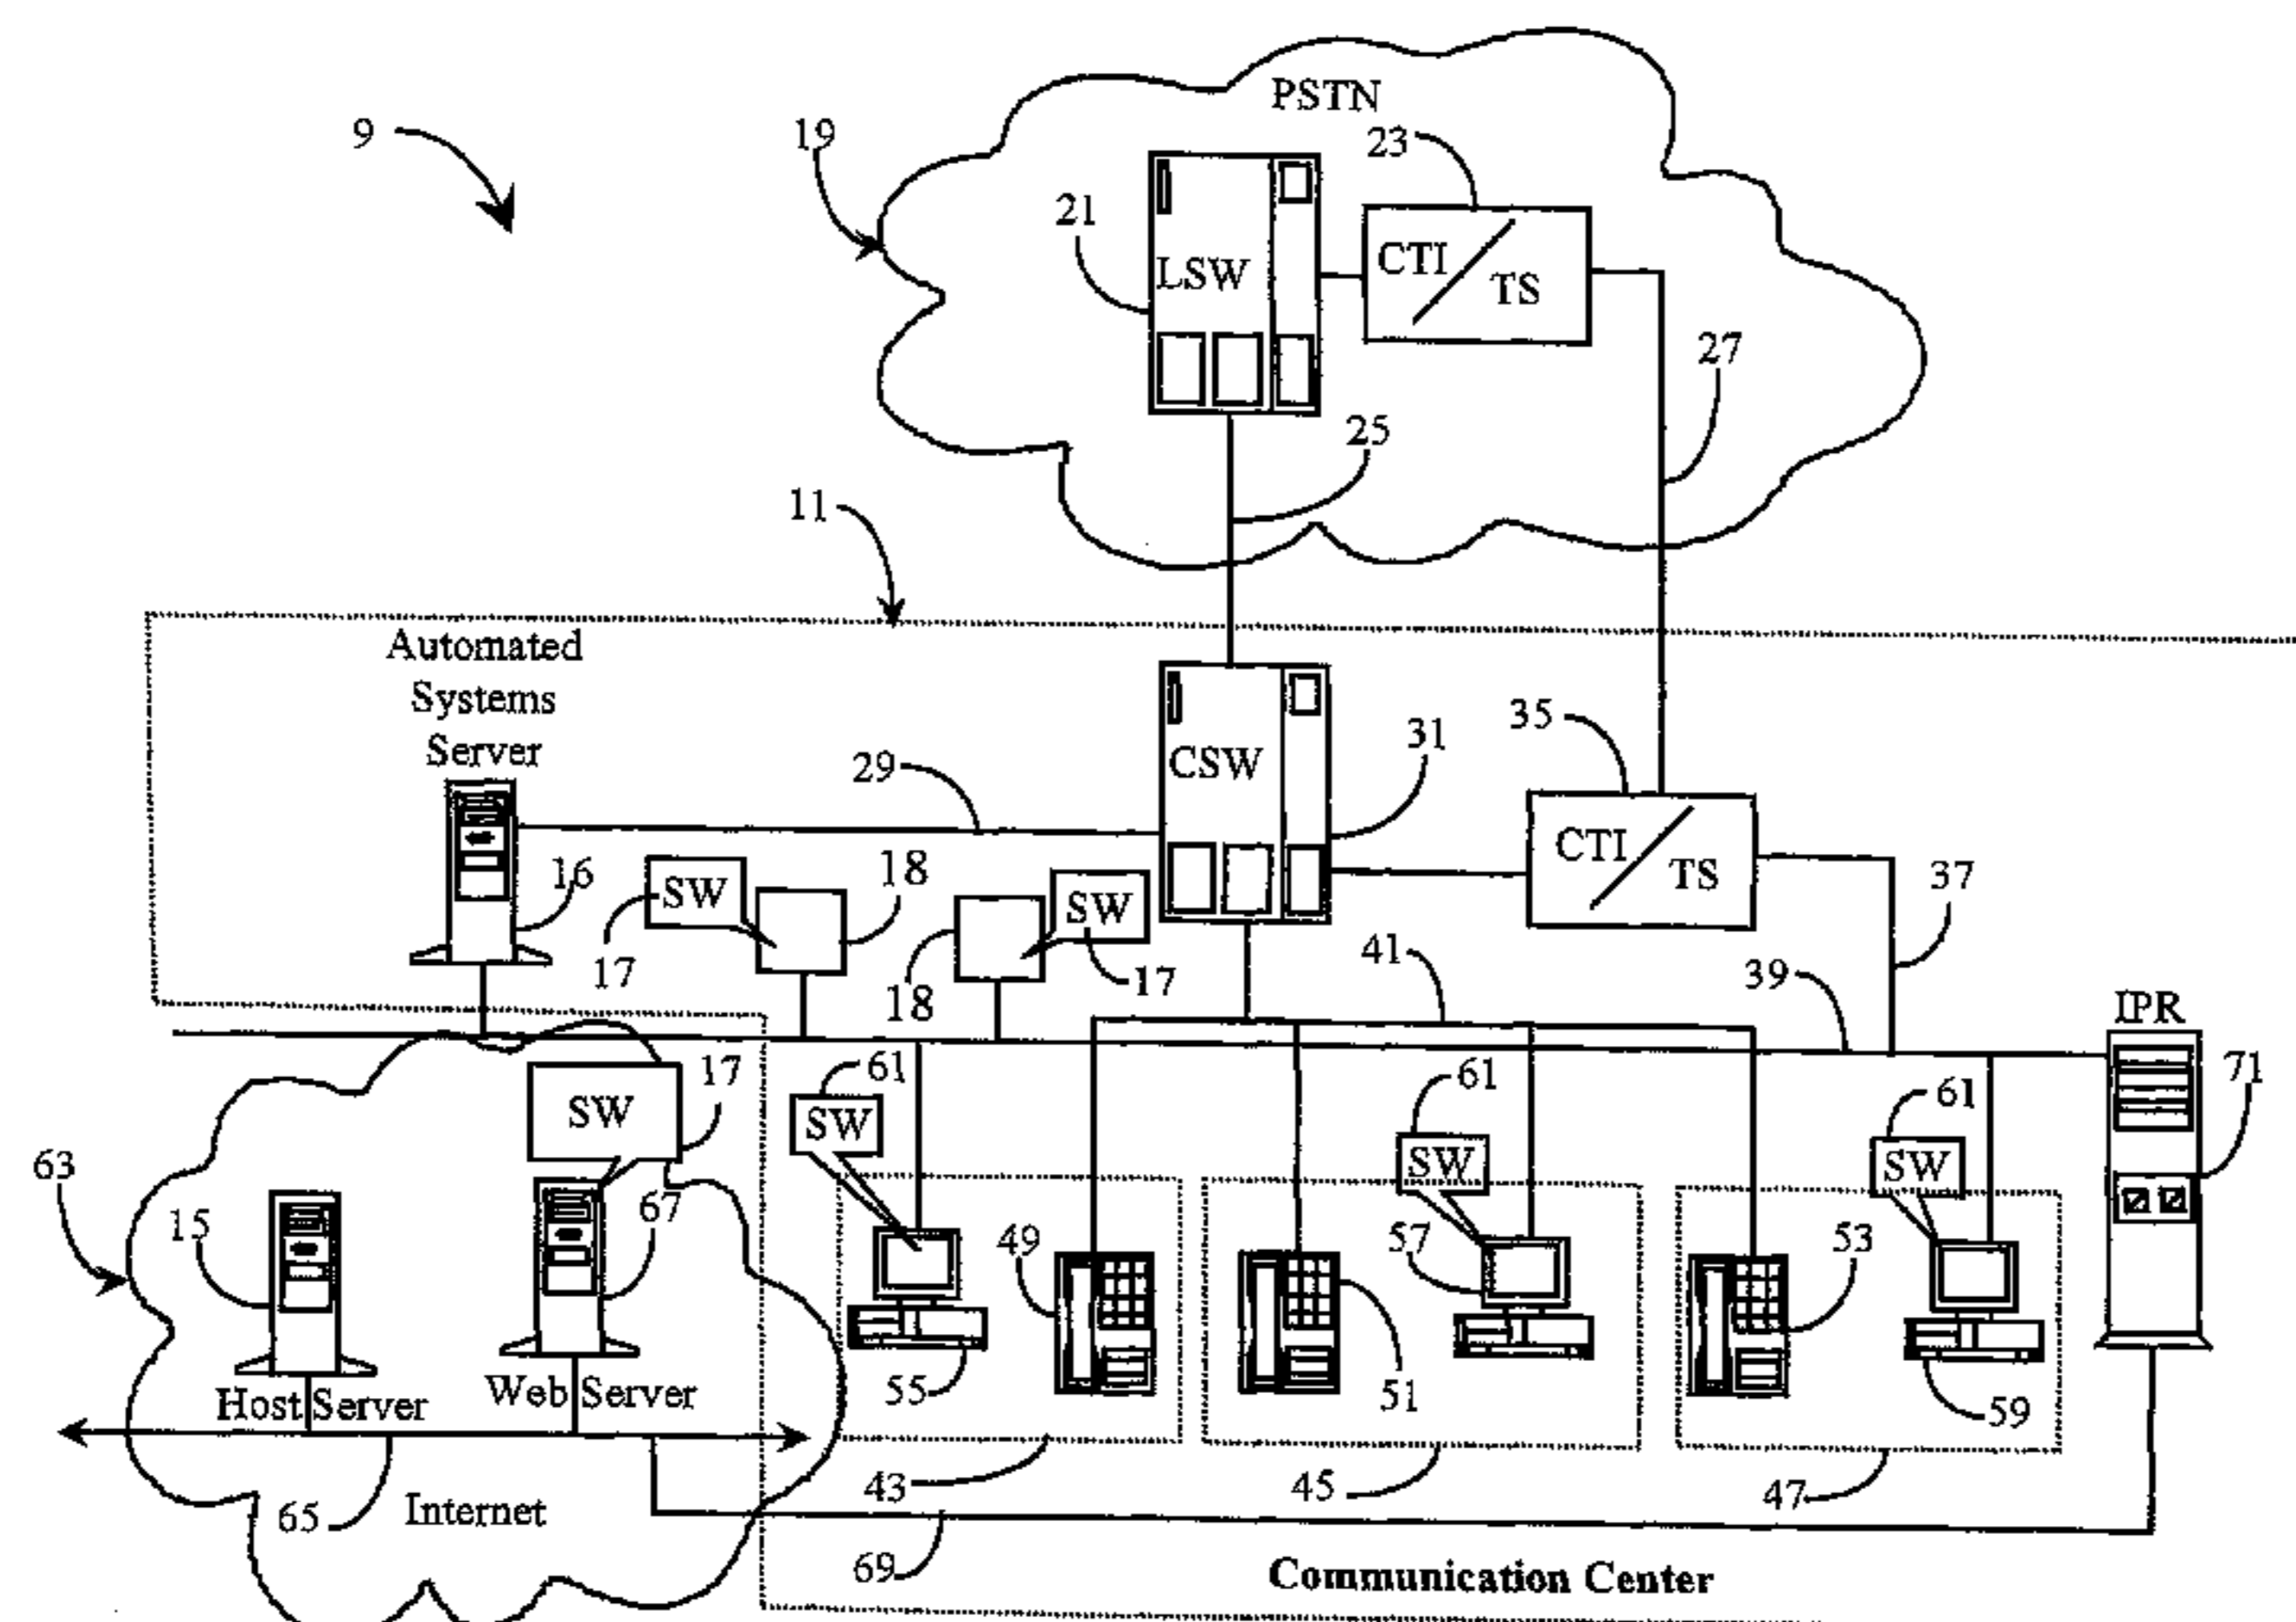 PSTN
9
19
23
21
LSW
CTI
TS
27
25
11
Automated
Systems
Server
35
31
29
CSW
CTI
TS
16
SW
18
SW
37
17
18
17
41
39
IPR
SW
17
61
61
61
71
SW
SW
SW
63
15
67
49
57
53
55
51
59
Host Server
Web Server
43
45
47
65
Internet
69
Communication Center